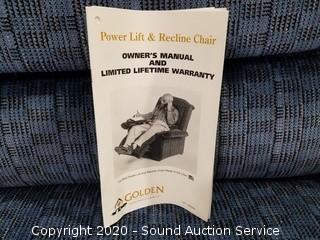 Power Lift & Recline Chair
OWNER'S MANUAL
AND
LIMITED LIFETIME WARRANTY
GOLDEN
Copyright 2020 - Sound Auction Service